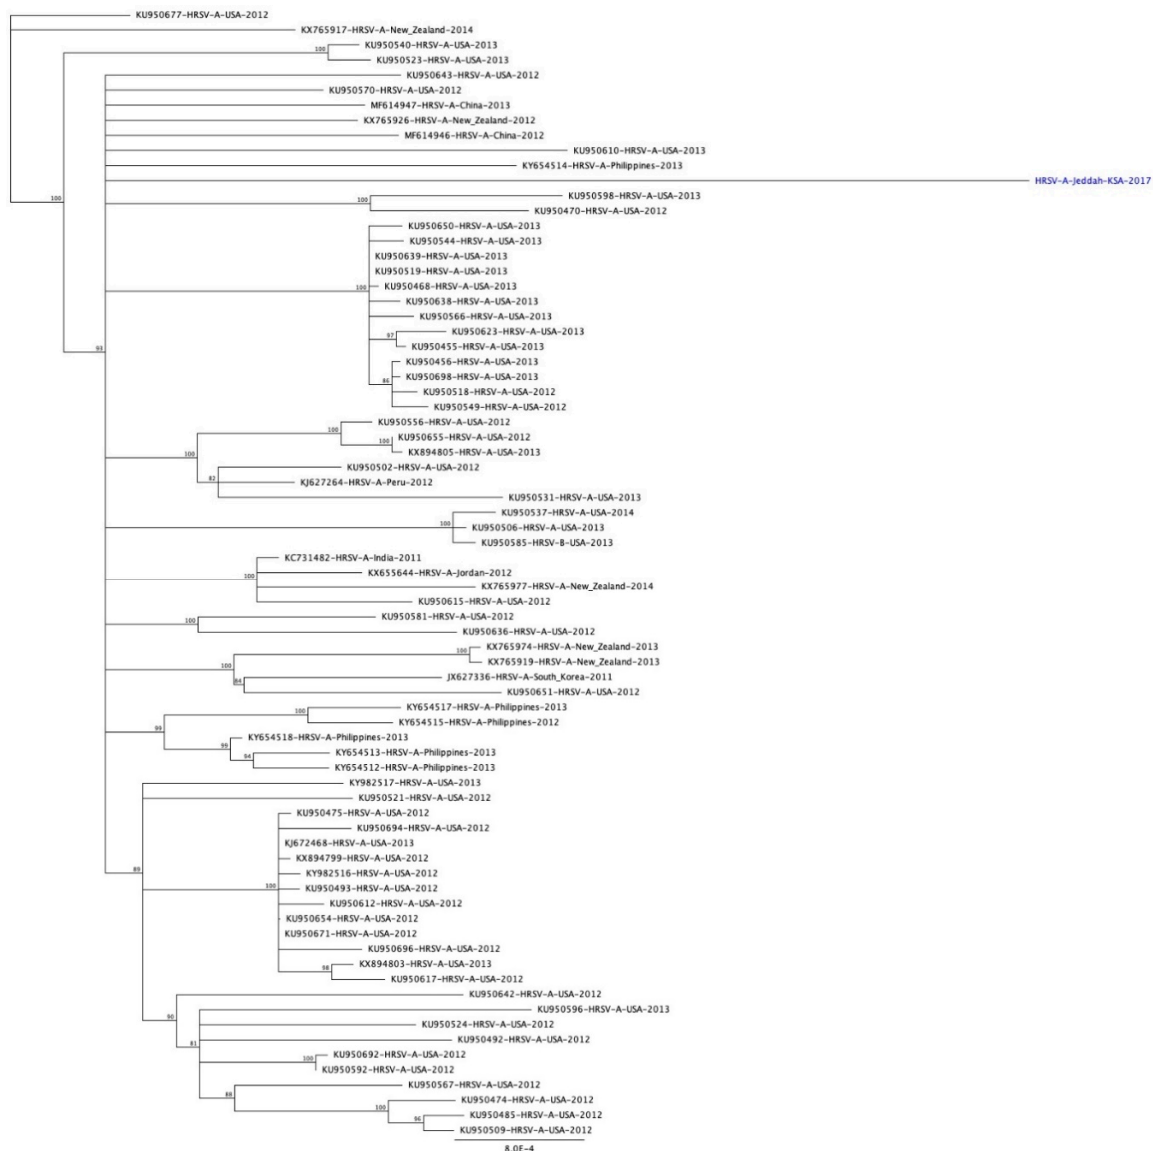 KU950677-HRSV-A-USA-2012
KX765917-HRSV-A-New_Zealand-2014
KU950540-HRSV-A-USA-2013
100
KU950523-HRSV-A-USA-2013
KU950643-HRSV-A-USA-2012
KU950570-HRSV-A-USA-2012
MF614947-HRSV-A-China-2013
KX765926-HRSV-A-New_Zealand-2012
MF614946-HRSV-A-China-2012
KU950610-HRSV-A-USA-2013
KY654514-HRSV-A-Philippines-2013
HRSV-A-Jeddah-KSA-2017
100
KU950598-HRSV-A-USA-2013
100
KU950470-HRSV-A-USA-2012
KU950650-HRSV-A-USA-2013
KU950544-HRSV-A-USA-2013
KU950639-HRSV-A-USA-2013
KU950519-HRSV-A-USA-2013
100
KU950468-HRSV-A-USA-2013
KU950638-HRSV-A-USA-2013
KU950566-HRSV-A-USA-2013
KU950623-HRSV-A-USA-2013
97
KU950455-HRSV-A-USA-2013
93
KU950456-HRSV-A-USA-2013
KU950698-HRSV-A-USA-2013
86
KU950518-HRSV-A-USA-2012
KU950549-HRSV-A-USA-2012
KU950556-HRSV-A-USA-2012
100
KU950655-HRSV-A-USA-2012
100
KX894805-HRSV-A-USA-2013
100
KU950502-HRSV-A-USA-2012
82
KJ627264-HRSV-A-Peru-2012
KU950531-HRSV-A-USA-2013
KU950537-HRSV-A-USA-2014
100
KU950506-HRSV-A-USA-2013
KU950585-HRSV-B-USA-2013
KC731482-HRSV-A-India-2011
KX655644-HRSV-A-Jordan-2012
100
KX765977-HRSV-A-New_Zealand-2014
KU950615-HRSV-A-USA-2012
KU950581-HRSV-A-USA-2012
100
KU950636-HRSV-A-USA-2012
KX765974-HRSV-A-New_Zealand-2013
100
KX765919-HRSV-A-New_Zealand-2013
100
JX627336-HRSV-A-South_Korea-2011
84
KU950651-HRSV-A-USA-2012
KY654517-HRSV-A-Philippines-2013
100
KY654515-HRSV-A-Philippines-2012
99
KY654518-HRSV-A-Philippines-2013
99
KY654513-HRSV-A-Philippines-2013
94
KY654512-HRSV-A-Philippines-2013
KY982517-HRSV-A-USA-2013
KU950521-HRSV-A-USA-2012
KU950475-HRSV-A-USA-2012
KU950694-HRSV-A-USA-2012
KJ672468-HRSV-A-USA-2013
KX894799-HRSV-A-USA-2012
89
KY982516-HRSV-A-USA-2012
100
KU950493-HRSV-A-USA-2012
KU950612-HRSV-A-USA-2012
KU950654-HRSV-A-USA-2012
KU950671-HRSV-A-USA-2012
KU950696-HRSV-A-USA-2012
KX894803-HRSV-A-USA-2013
98
KU950617-HRSV-A-USA-2012
KU950642-HRSV-A-USA-2012
KU950596-HRSV-A-USA-2013
90
KU950524-HRSV-A-USA-2012
KU950492-HRSV-A-USA-2012
81
KU950692-HRSV-A-USA-2012
100
KU950592-HRSV-A-USA-2012
KU950567-HRSV-A-USA-2012
KU950474-HRSV-A-USA-2012
100
KU950485-HRSV-A-USA-2012
96
KU950509-HRSV-A-USA-2012
8.0E-4